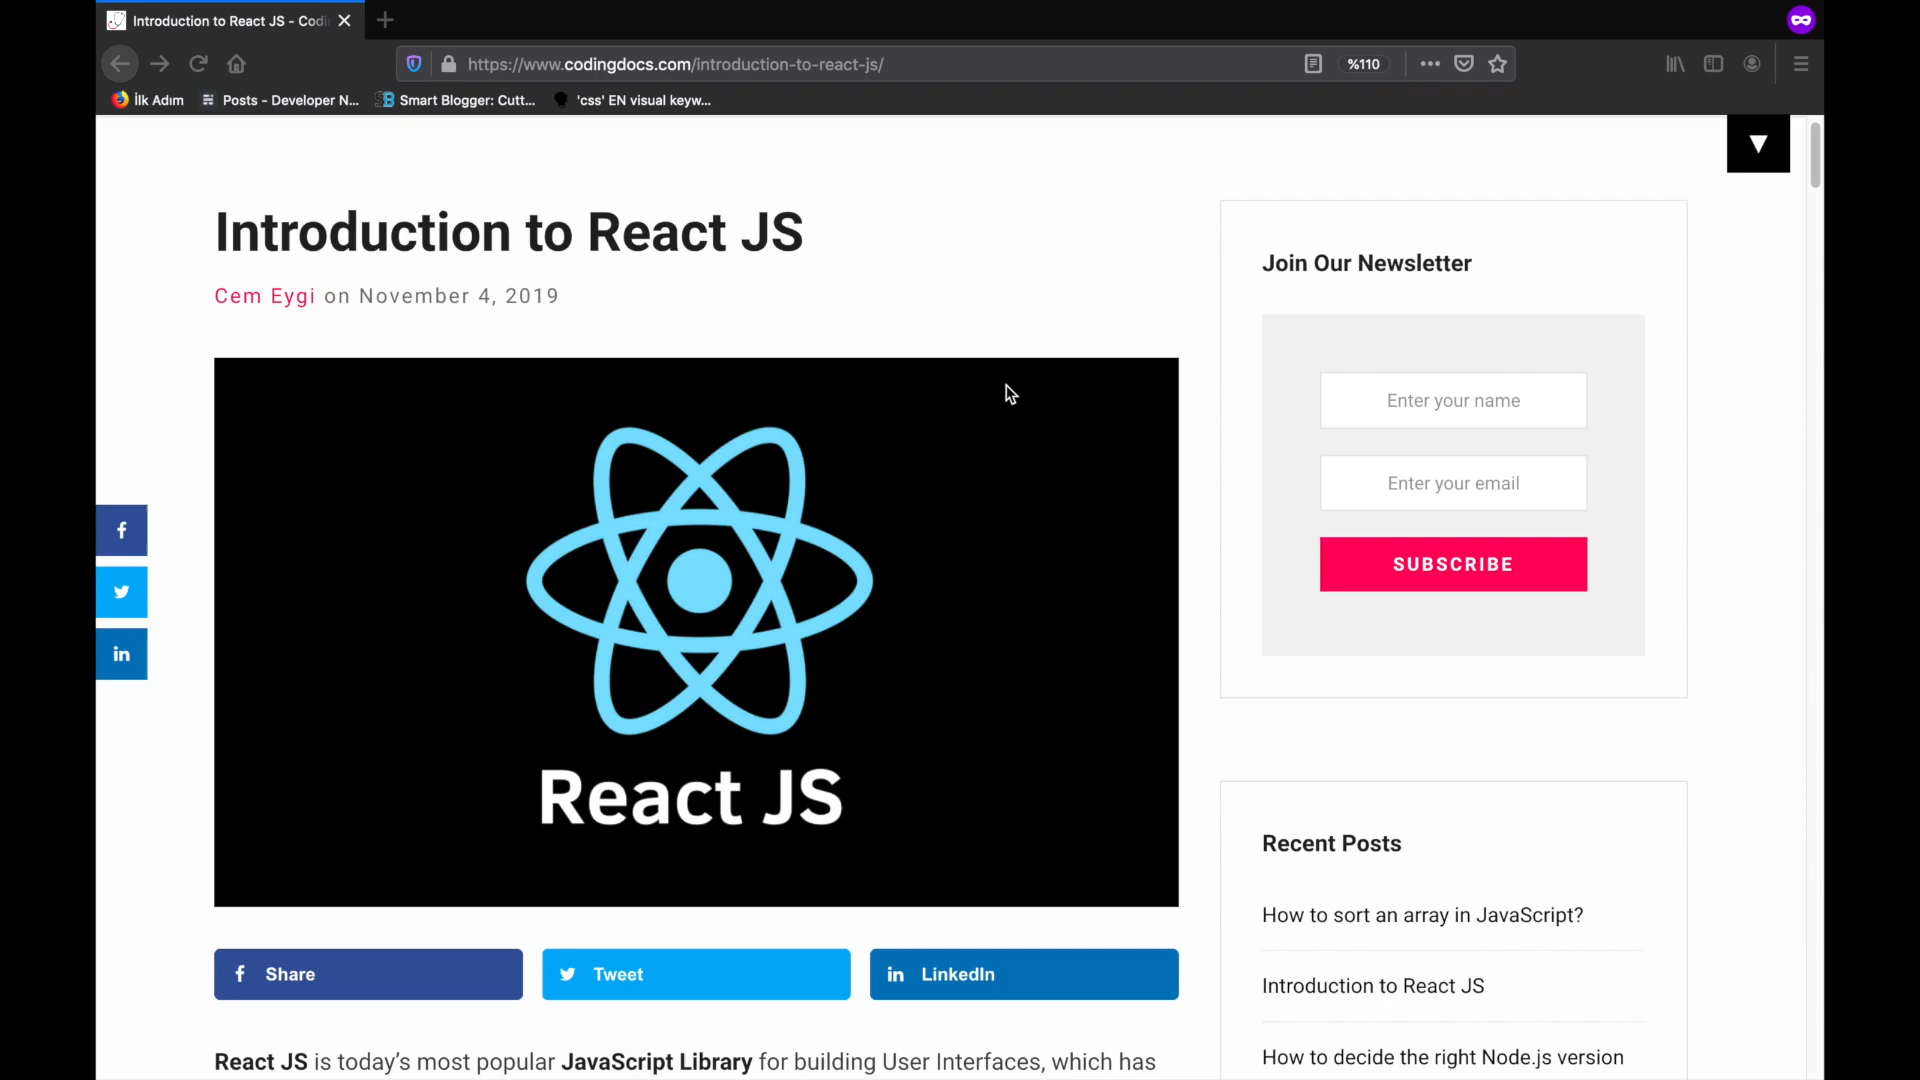 Introduction to React JS - Codi
https://www.codingdocs.com/introduction-to-react-js/
%110
İlk Adım
Posts - Developer N...
Smart Blogger: Cutt...
'css' EN visual keyw...
Introduction to React JS
Cem Eygi on November 4, 2019
React JS
Share
Tweet
LinkedIn
React JS is today's most popular JavaScript Library for building User Interfaces, which has
Join Our Newsletter
Enter your name
Enter your email
SUBSCRIBE
Recent Posts
How to sort an array in JavaScript?
Introduction to React JS
How to decide the right Node.js version